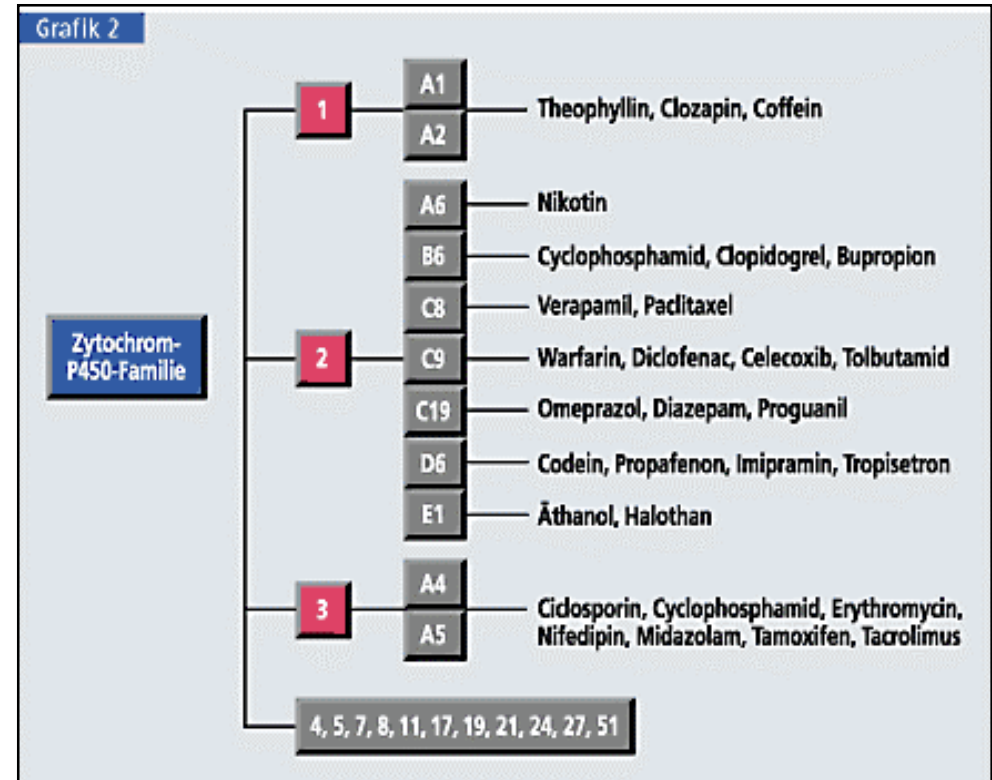 Grafik 2
A1
1
Theophyllin, Clozapin, Coffein
A2
A6
Nikotin
B6
Cyclophosphamid, Clopidogrel, Bupropion
C8
Verapamil, Paclitaxel
Zytochrom-
P450-Familie
2
C9
Warfarin, Diclofenac, Celecoxib, Tolbutamid
C19
Omeprazol, Diazepam, Proguanil
D6
Codein, Propafenon, Imipramin, Tropisetron
E1
Äthanol, Halothan
A4
3
Ciclosporin, Cyclophosphamid, Erythromycin,
A5
Nifedipin, Midazolam, Tamoxifen, Tacrolimus
4, 5, 7, 8, 11, 17, 19, 21, 24, 27, 51